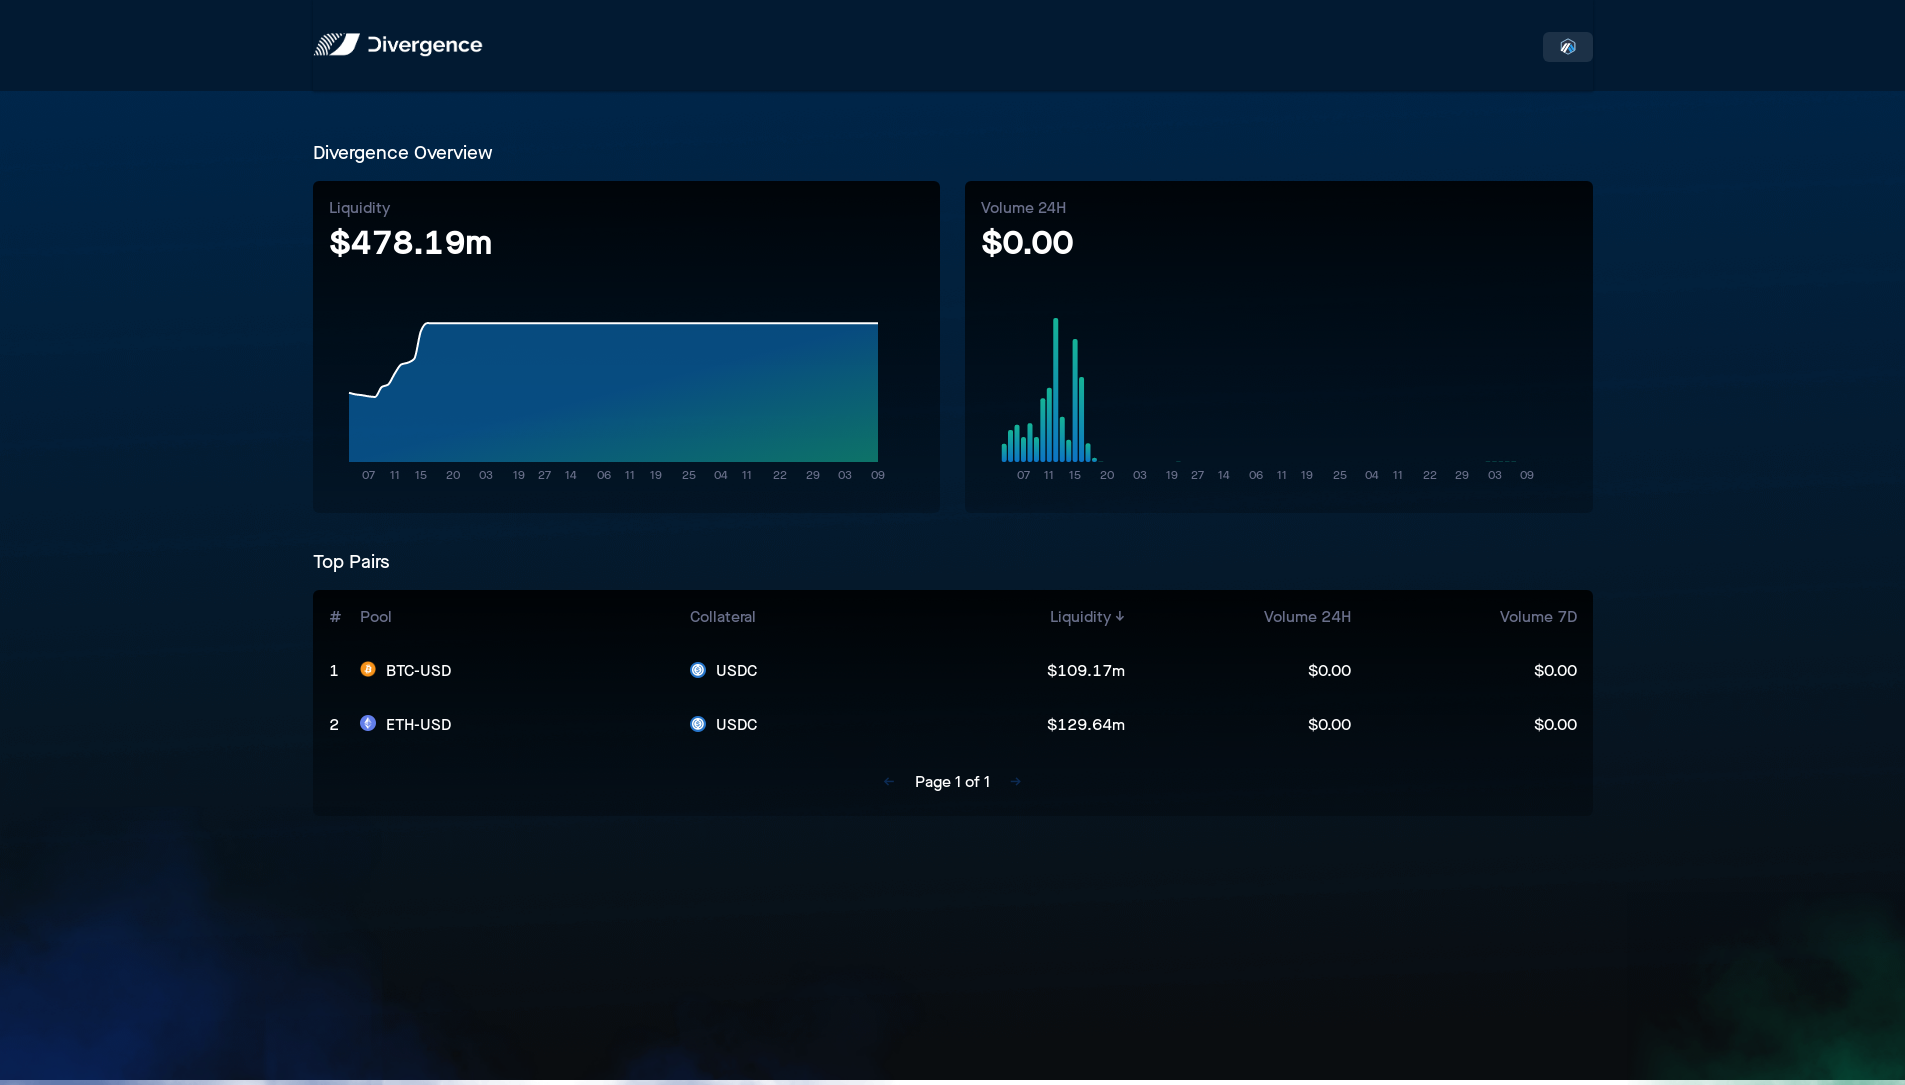 Divergence
Divergence Overview
Liquidity
$478.19m
07 11 15 20 03 19 27 14 06 11 19 25 04 11 22 29 03 09
Volume 24H
$0.00
07 11 15 20 03 19 27 14 06 11 19 25 04 11 22 29 03 09
Top Pairs
# Pool Collateral Liquidity ↓ Volume 24H Volume 7D
1 BTC-USD USDC $109.17m $0.00 $0.00
2 ETH-USD USDC $129.64m $0.00 $0.00
← Page 1 of 1 →